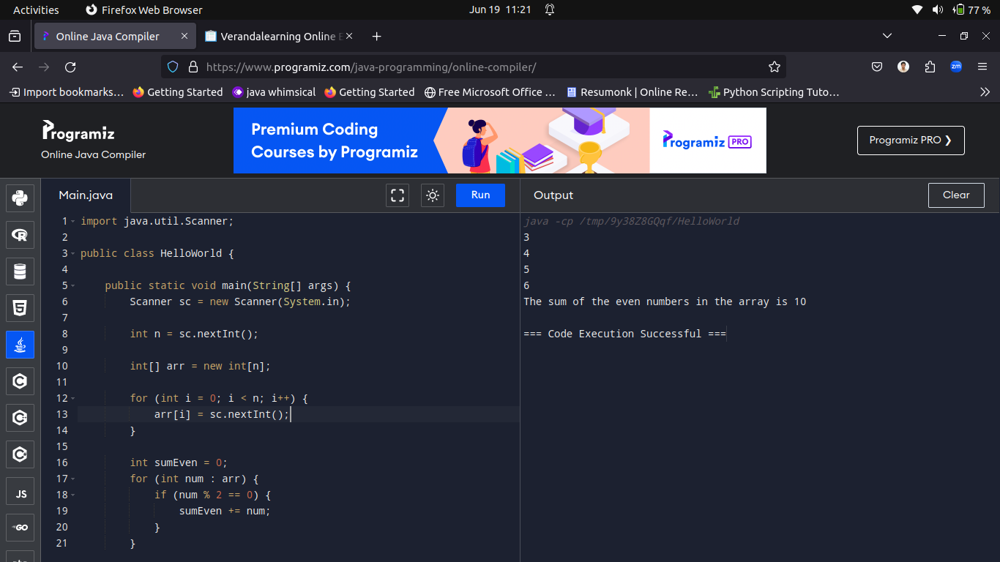 Activities Firefox Web Browser Jun 19 11:21 77 %
Online Java Compiler Verandalearning Online E
https://www.programiz.com/java-programming/online-compiler/ zm
Import bookmarks... Getting Started java whimsical Getting Started Free Microsoft Office ... Resumonk | Online Re... Python Scripting Tuto...
Programiz
Online Java Compiler
Premium Coding
Courses by Programiz
Programiz PRO
Programiz PRO ❯
Main.java Run Output Clear
1 import java.util.Scanner;
2
3 public class HelloWorld {
4
5     public static void main(String[] args) {
6         Scanner sc = new Scanner(System.in);
7
8         int n = sc.nextInt();
9
10         int[] arr = new int[n];
11
12         for (int i = 0; i < n; i++) {
13             arr[i] = sc.nextInt();
14         }
15
16         int sumEven = 0;
17         for (int num : arr) {
18             if (num % 2 == 0) {
19                 sumEven += num;
20             }
21         }
java -cp /tmp/9y38Z8GQqf/HelloWorld
3
4
5
6
The sum of the even numbers in the array is 10
=== Code Execution Successful ===
R
5
C
C
C
JS
GO